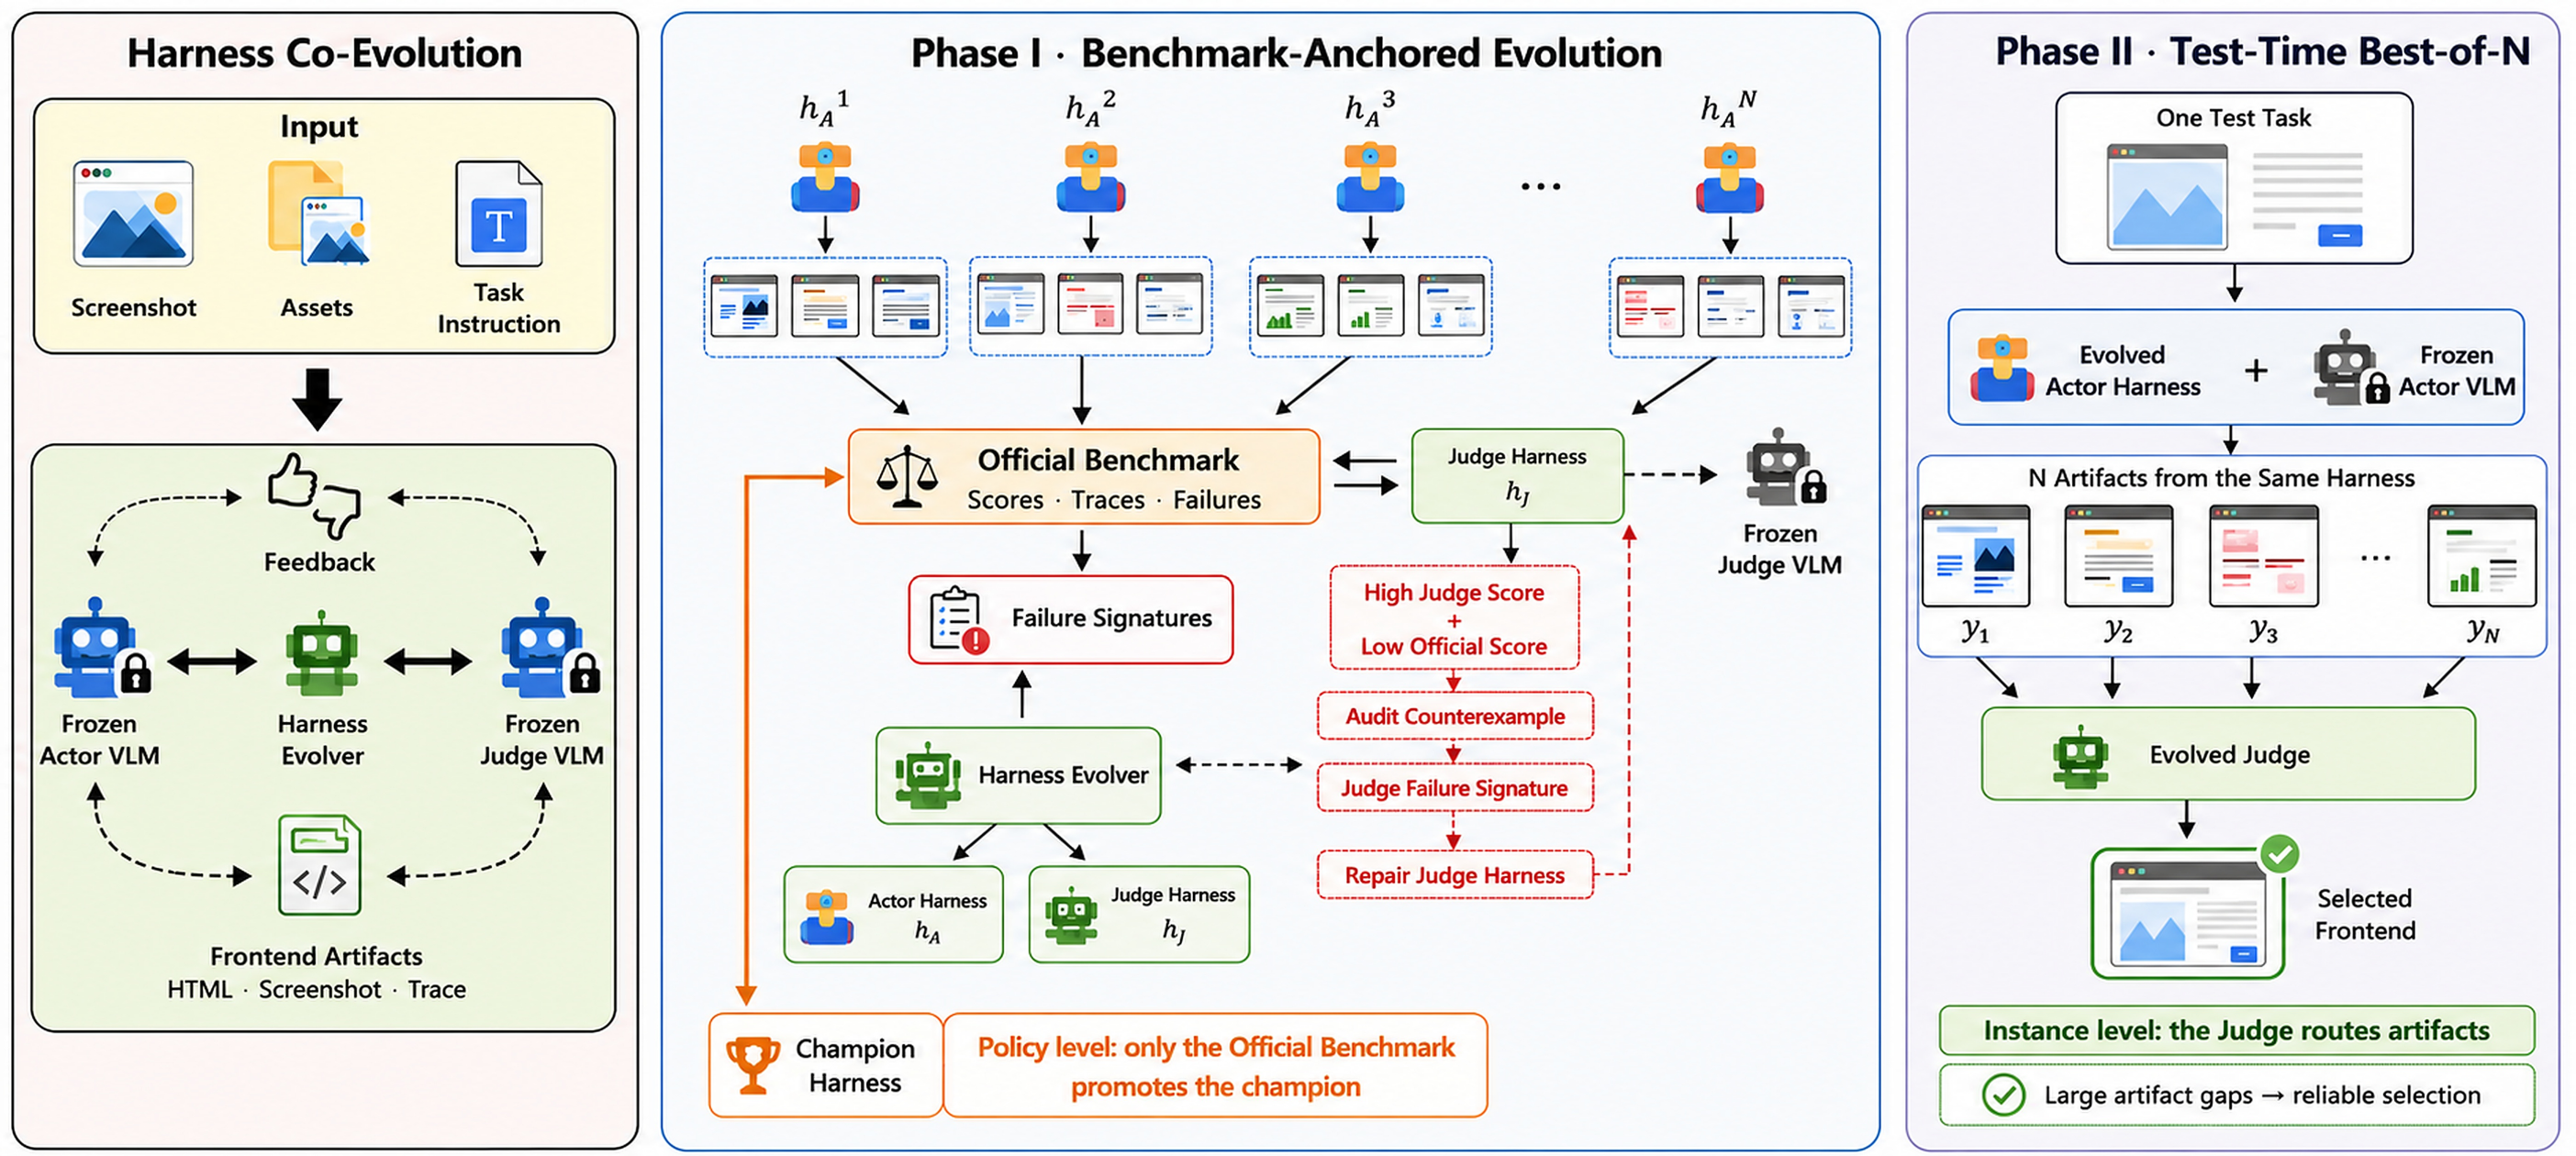 Harness Co-Evolution
Input
Screenshot
Assets
Task
Instruction
T
Feedback
Frozen
Actor VLM
Harness
Evolver
Frozen
Judge VLM
</>
Frontend Artifacts
HTML · Screenshot · Trace
Phase I · Benchmark-Anchored Evolution
h_A^1
h_A^2
h_A^3
...
h_A^N
Official Benchmark
Scores · Traces · Failures
Judge Harness
h_J
Frozen
Judge VLM
Failure Signatures
High Judge Score
+
Low Official Score
Audit Counterexample
Judge Failure Signature
Repair Judge Harness
Harness Evolver
Actor Harness
h_A
Judge Harness
h_J
Champion
Harness
Policy level: only the Official Benchmark
promotes the champion
Phase II · Test-Time Best-of-N
One Test Task
Evolved
Actor Harness
+
Frozen
Actor VLM
N Artifacts from the Same Harness
...
y_1
y_2
y_3
y_N
Evolved Judge
Selected
Frontend
Instance level: the Judge routes artifacts
Large artifact gaps → reliable selection